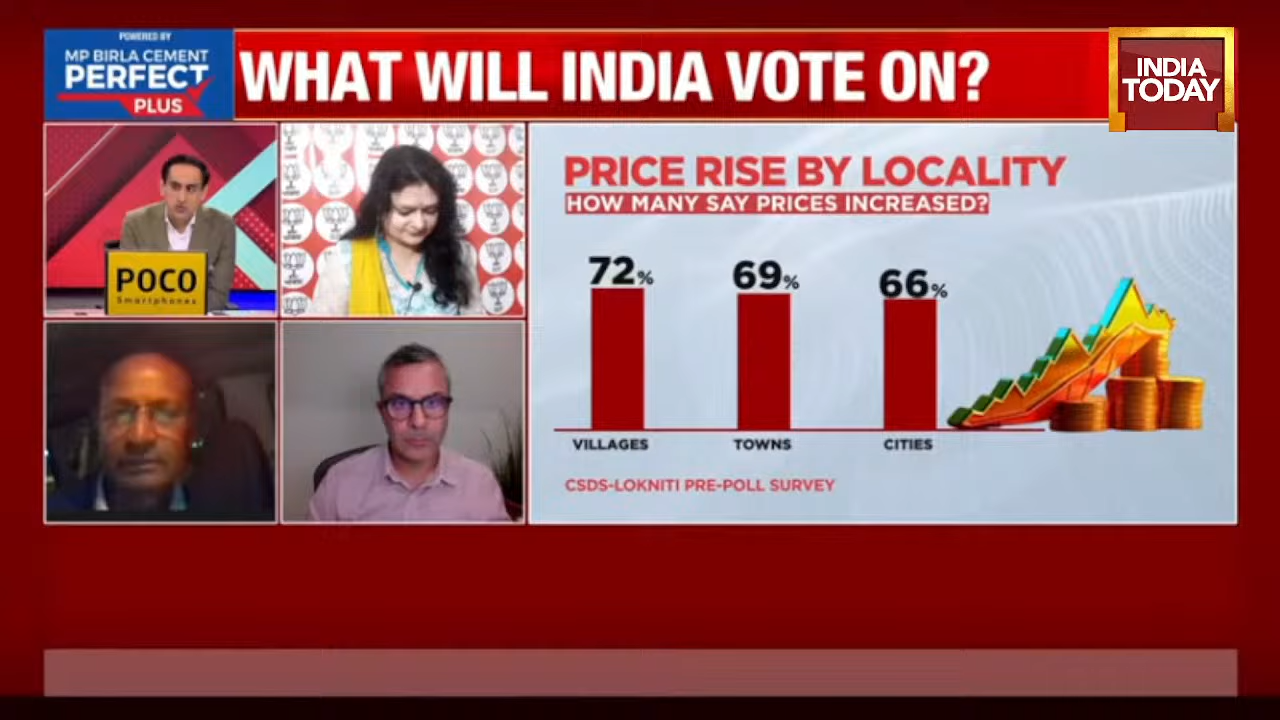 POWERED BY
MP BIRLA CEMENT
PERFECT
PLUS
WHAT WILL INDIA VOTE ON?
INDIA
TODAY
POCO
Smartphones
PRICE RISE BY LOCALITY
HOW MANY SAY PRICES INCREASED?
72% 69% 66%
VILLAGES TOWNS CITIES
CSDS-LOKNITI PRE-POLL SURVEY